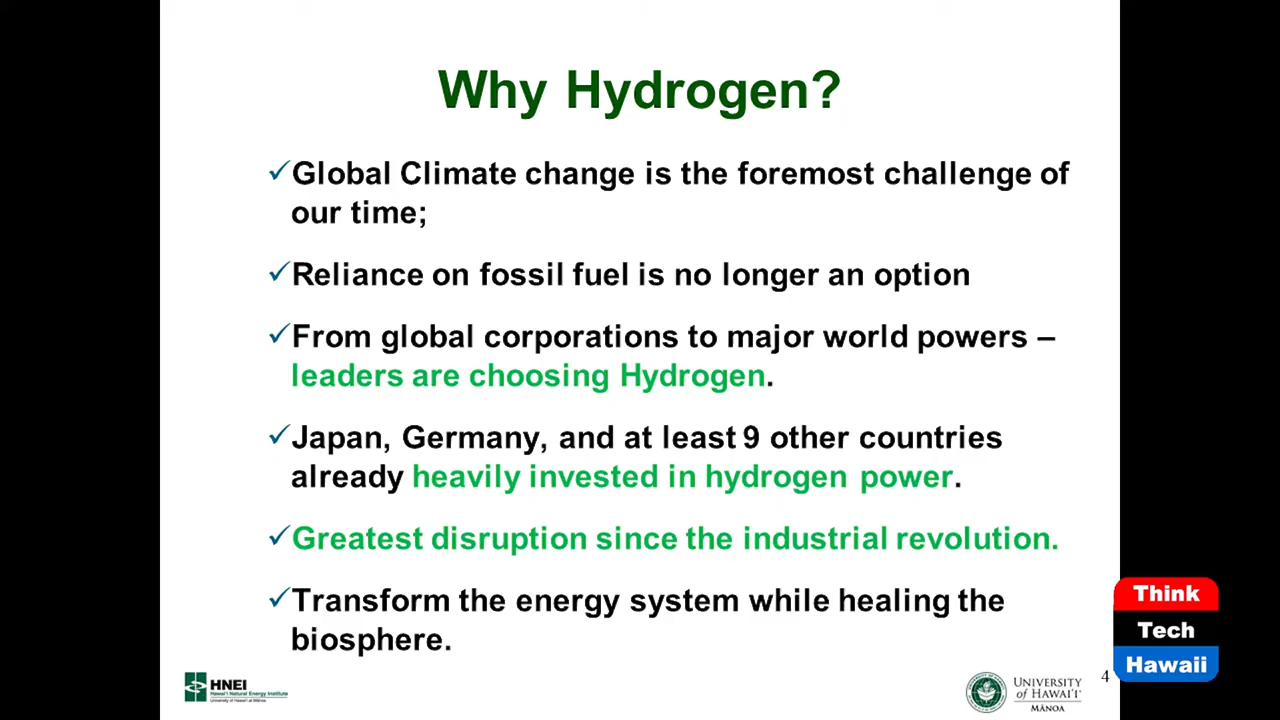 Why Hydrogen?
✓Global Climate change is the foremost challenge of
our time;
✓Reliance on fossil fuel is no longer an option
✓From global corporations to major world powers –
leaders are choosing Hydrogen.
✓Japan, Germany, and at least 9 other countries
already heavily invested in hydrogen power.
✓Greatest disruption since the industrial revolution.
✓Transform the energy system while healing the
biosphere.
HNEI
Hawai'i Natural Energy Institute
University of Hawai'i at Mānoa
UNIVERSITY
of HAWAI'I
MĀNOA
4
Think
Tech
Hawaii